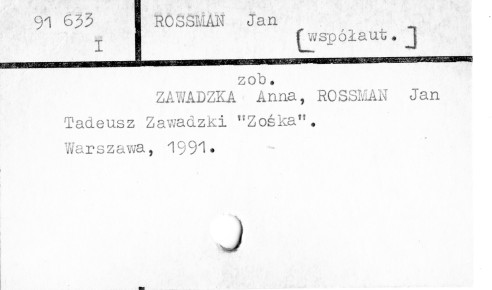 91 633 ROSSMAN Jan
I [współaut.]
zob.
ZAWADZKA Anna, ROSSMAN Jan
Tadeusz Zawadzki "Zośka".
Warszawa, 1991.